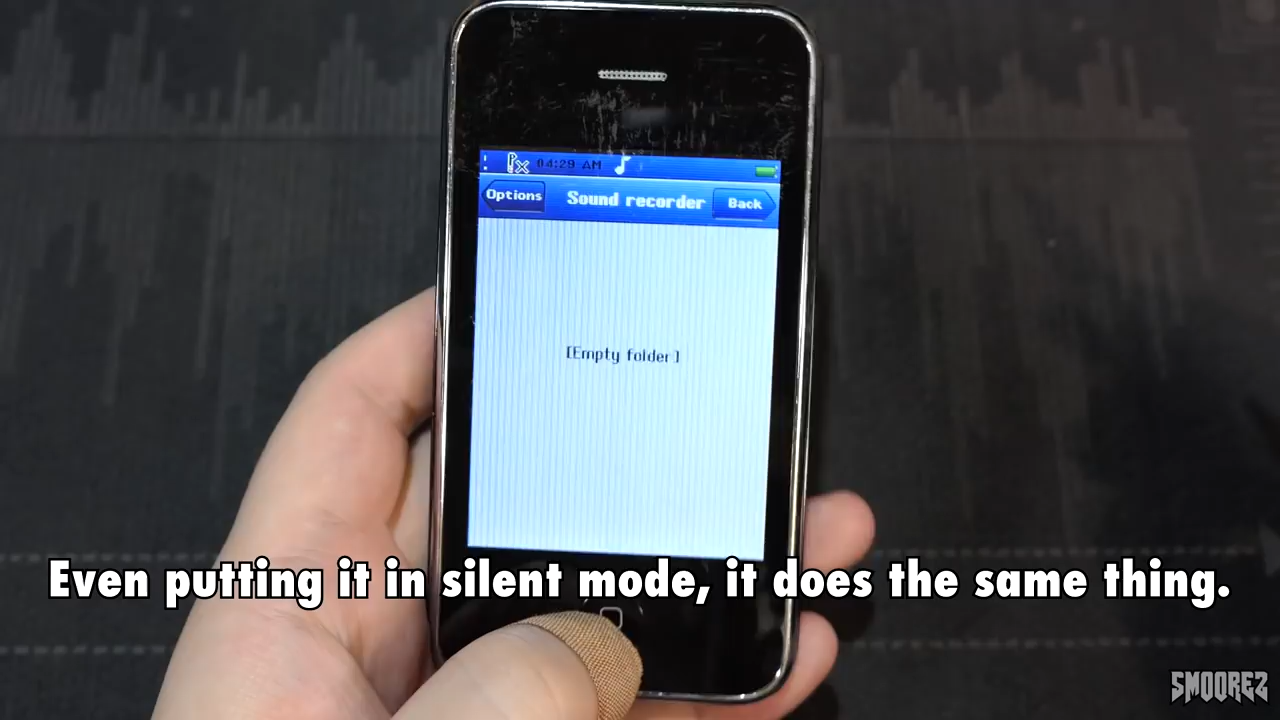 04:29 AM
Options Sound recorder Back
[Empty folder]
Even putting it in silent mode, it does the same thing.
SMOOREZ